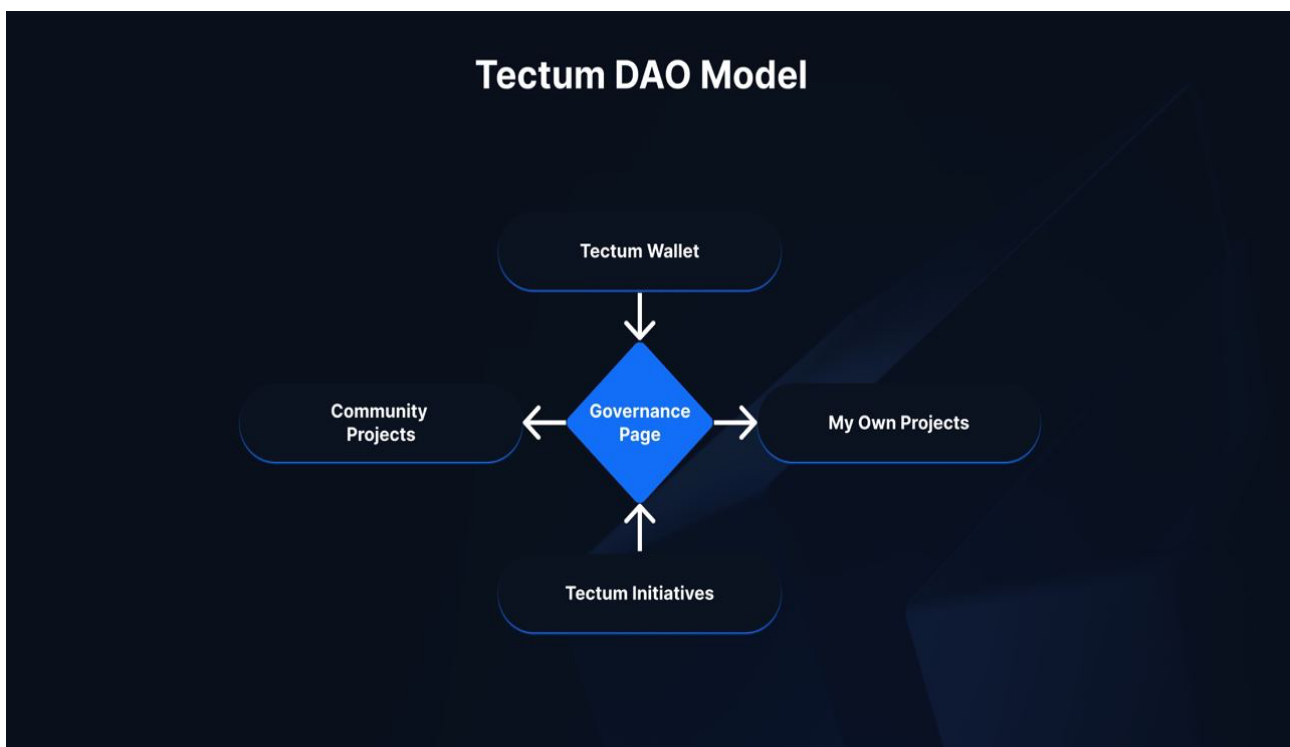 Tectum DAO Model
Tectum Wallet
Community
Projects
Governance
Page
My Own Projects
Tectum Initiatives